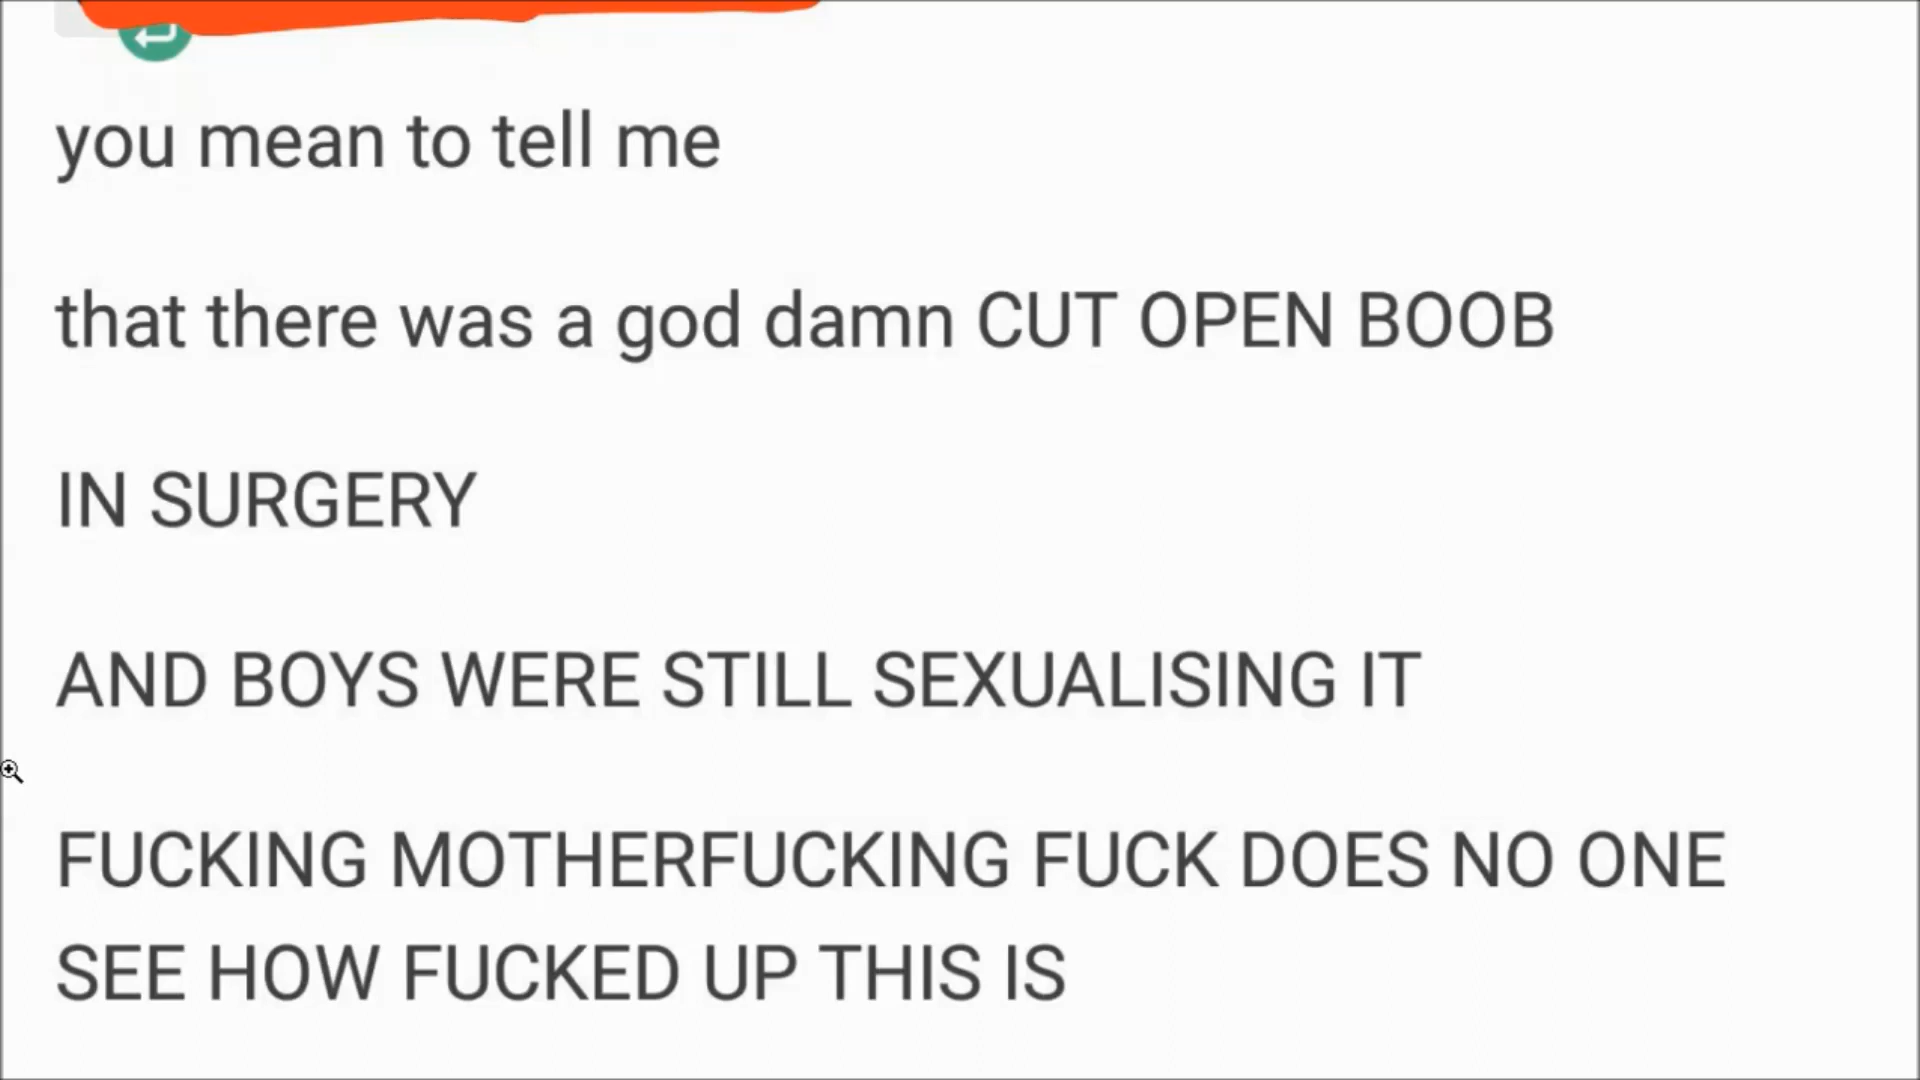 you mean to tell me
that there was a god damn CUT OPEN BOOB
IN SURGERY
AND BOYS WERE STILL SEXUALISING IT
FUCKING MOTHERFUCKING FUCK DOES NO ONE
SEE HOW FUCKED UP THIS IS